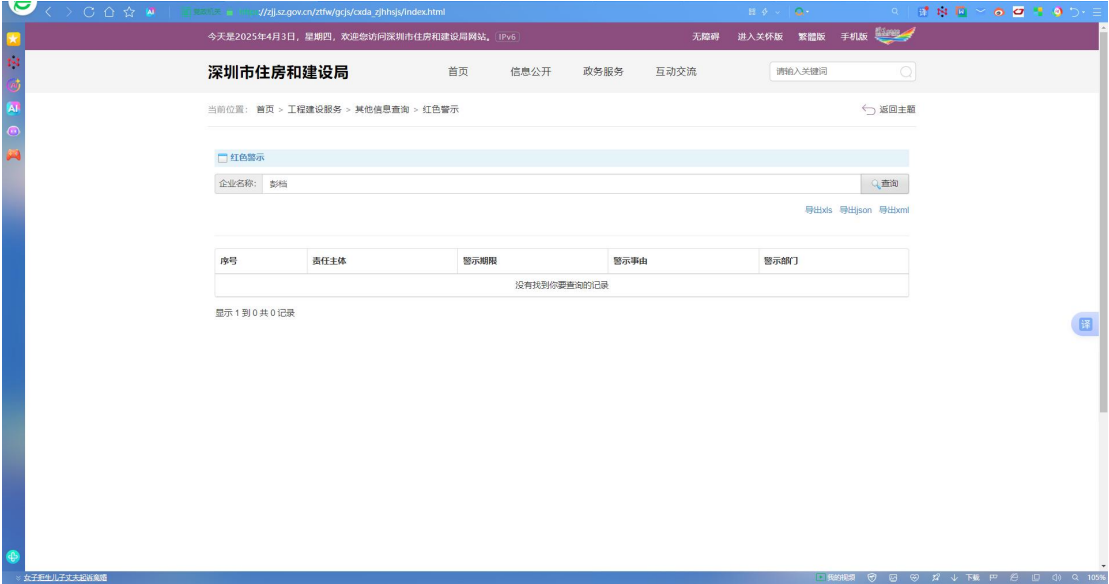 //zjj.sz.gov.cn/ztfw/gcjs/cxda_zjhhsjs/index.html
今天是2025年4月3日，星期四，欢迎您访问深圳市住房和建设局网站。 IPv6 无障碍 进入关怀版 繁體版 手机版
深圳市住房和建设局 首页 信息公开 政务服务 互动交流 请输入关键词
当前位置： 首页 > 工程建设服务 > 其他信息查询 > 红色警示 返回主题
红色警示
企业名称: 彭档 查询
导出xls 导出json 导出xml
序号 责任主体 警示期限 警示事由 警示部门
没有找到你要查询的记录
显示 1 到 0 共 0 记录
译
女子拒生儿子丈夫起诉离婚 我的视频 下载 105%